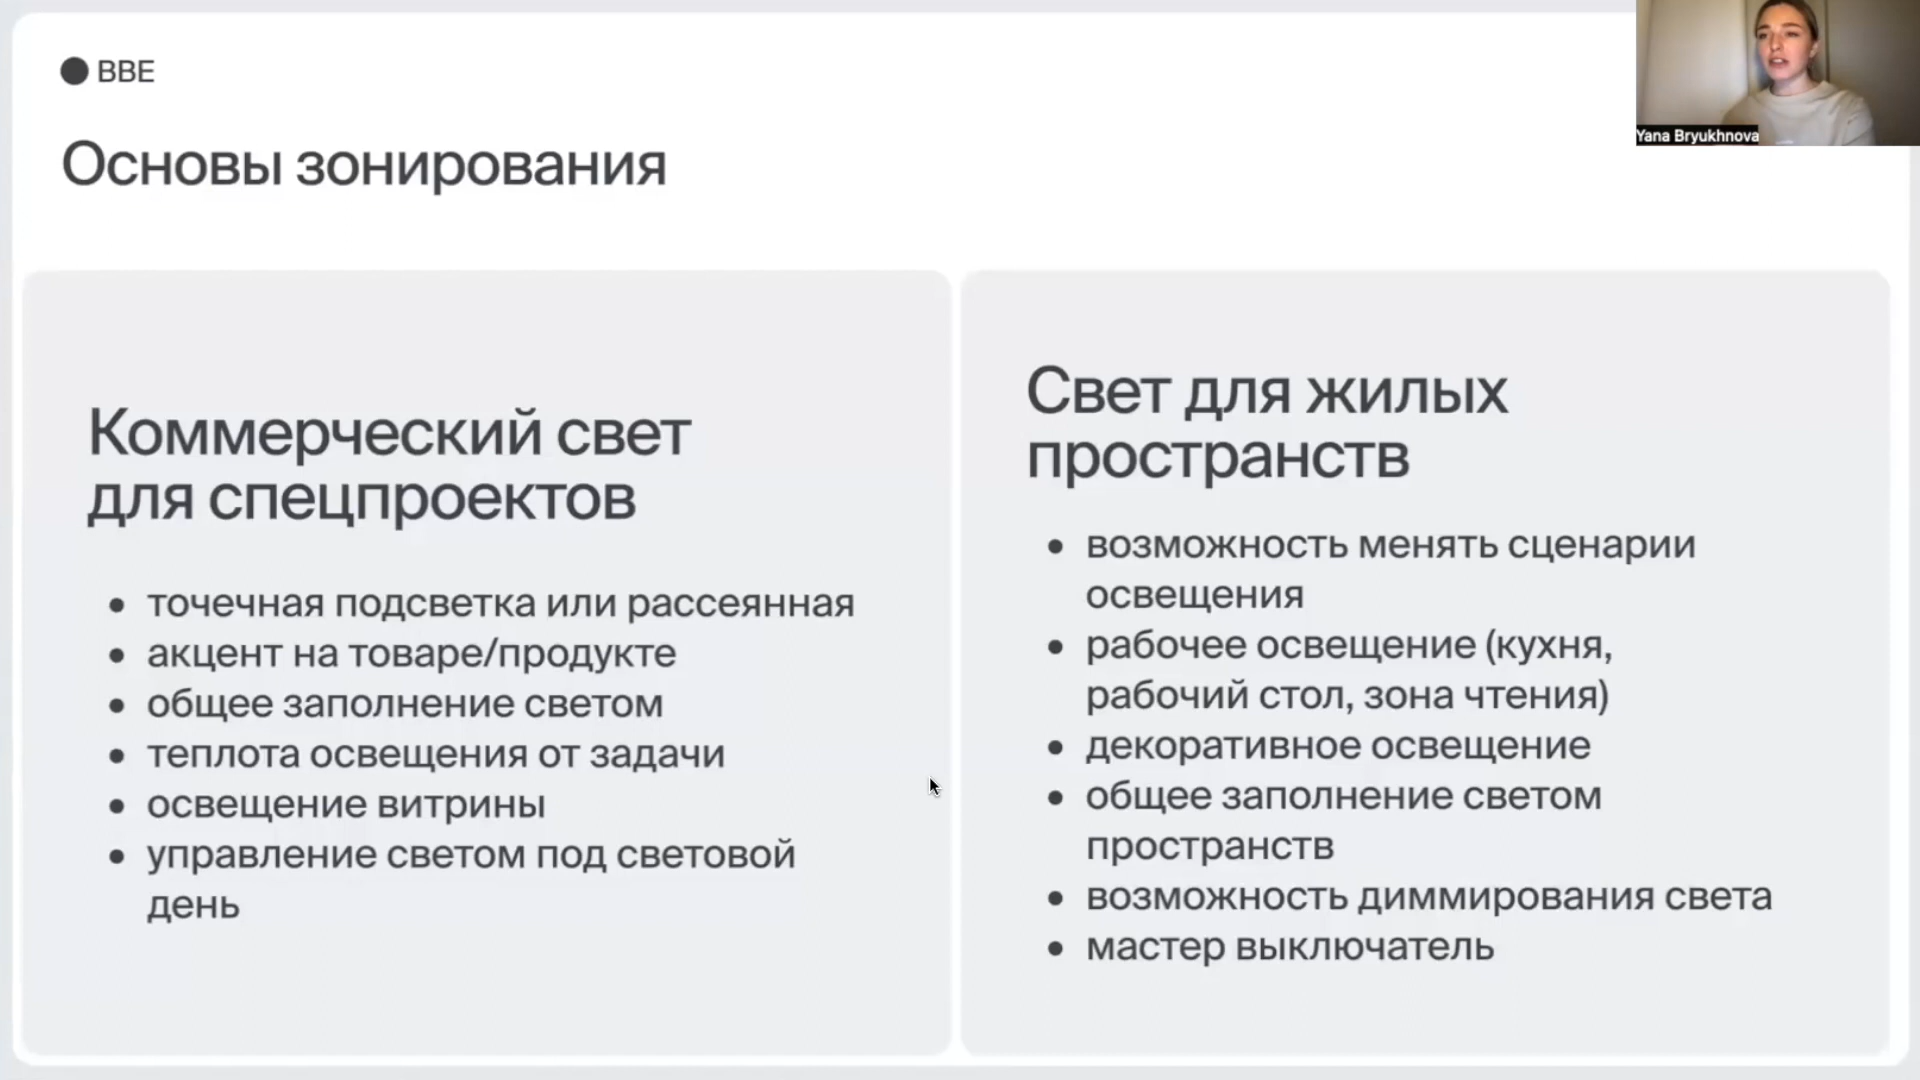 BBE
Yana Bryukhnova
Основы зонирования
Коммерческий свет
для спецпроектов
• точечная подсветка или рассеянная
• акцент на товаре/продукте
• общее заполнение светом
• теплота освещения от задачи
• освещение витрины
• управление светом под световой
день
Свет для жилых
пространств
• возможность менять сценарии
освещения
• рабочее освещение (кухня,
рабочий стол, зона чтения)
• декоративное освещение
• общее заполнение светом
пространств
• возможность диммирования света
• мастер выключатель